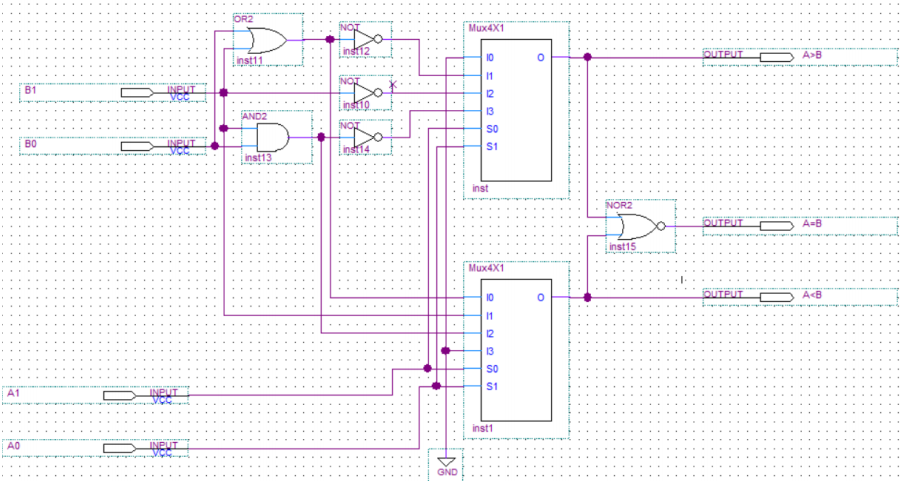 OR2
inst11
NOT
inst12
NOT
inst10
NOT
inst14
B1
INPUT
VCC
B0
INPUT
VCC
AND2
inst13
Mux4X1
I0
I1
I2
I3
S0
S1
O
inst
OUTPUT
A>B
NOR2
inst15
OUTPUT
A=B
Mux4X1
I0
I1
I2
I3
S0
S1
O
inst1
OUTPUT
A<B
A1
INPUT
VCC
A0
INPUT
VCC
GND